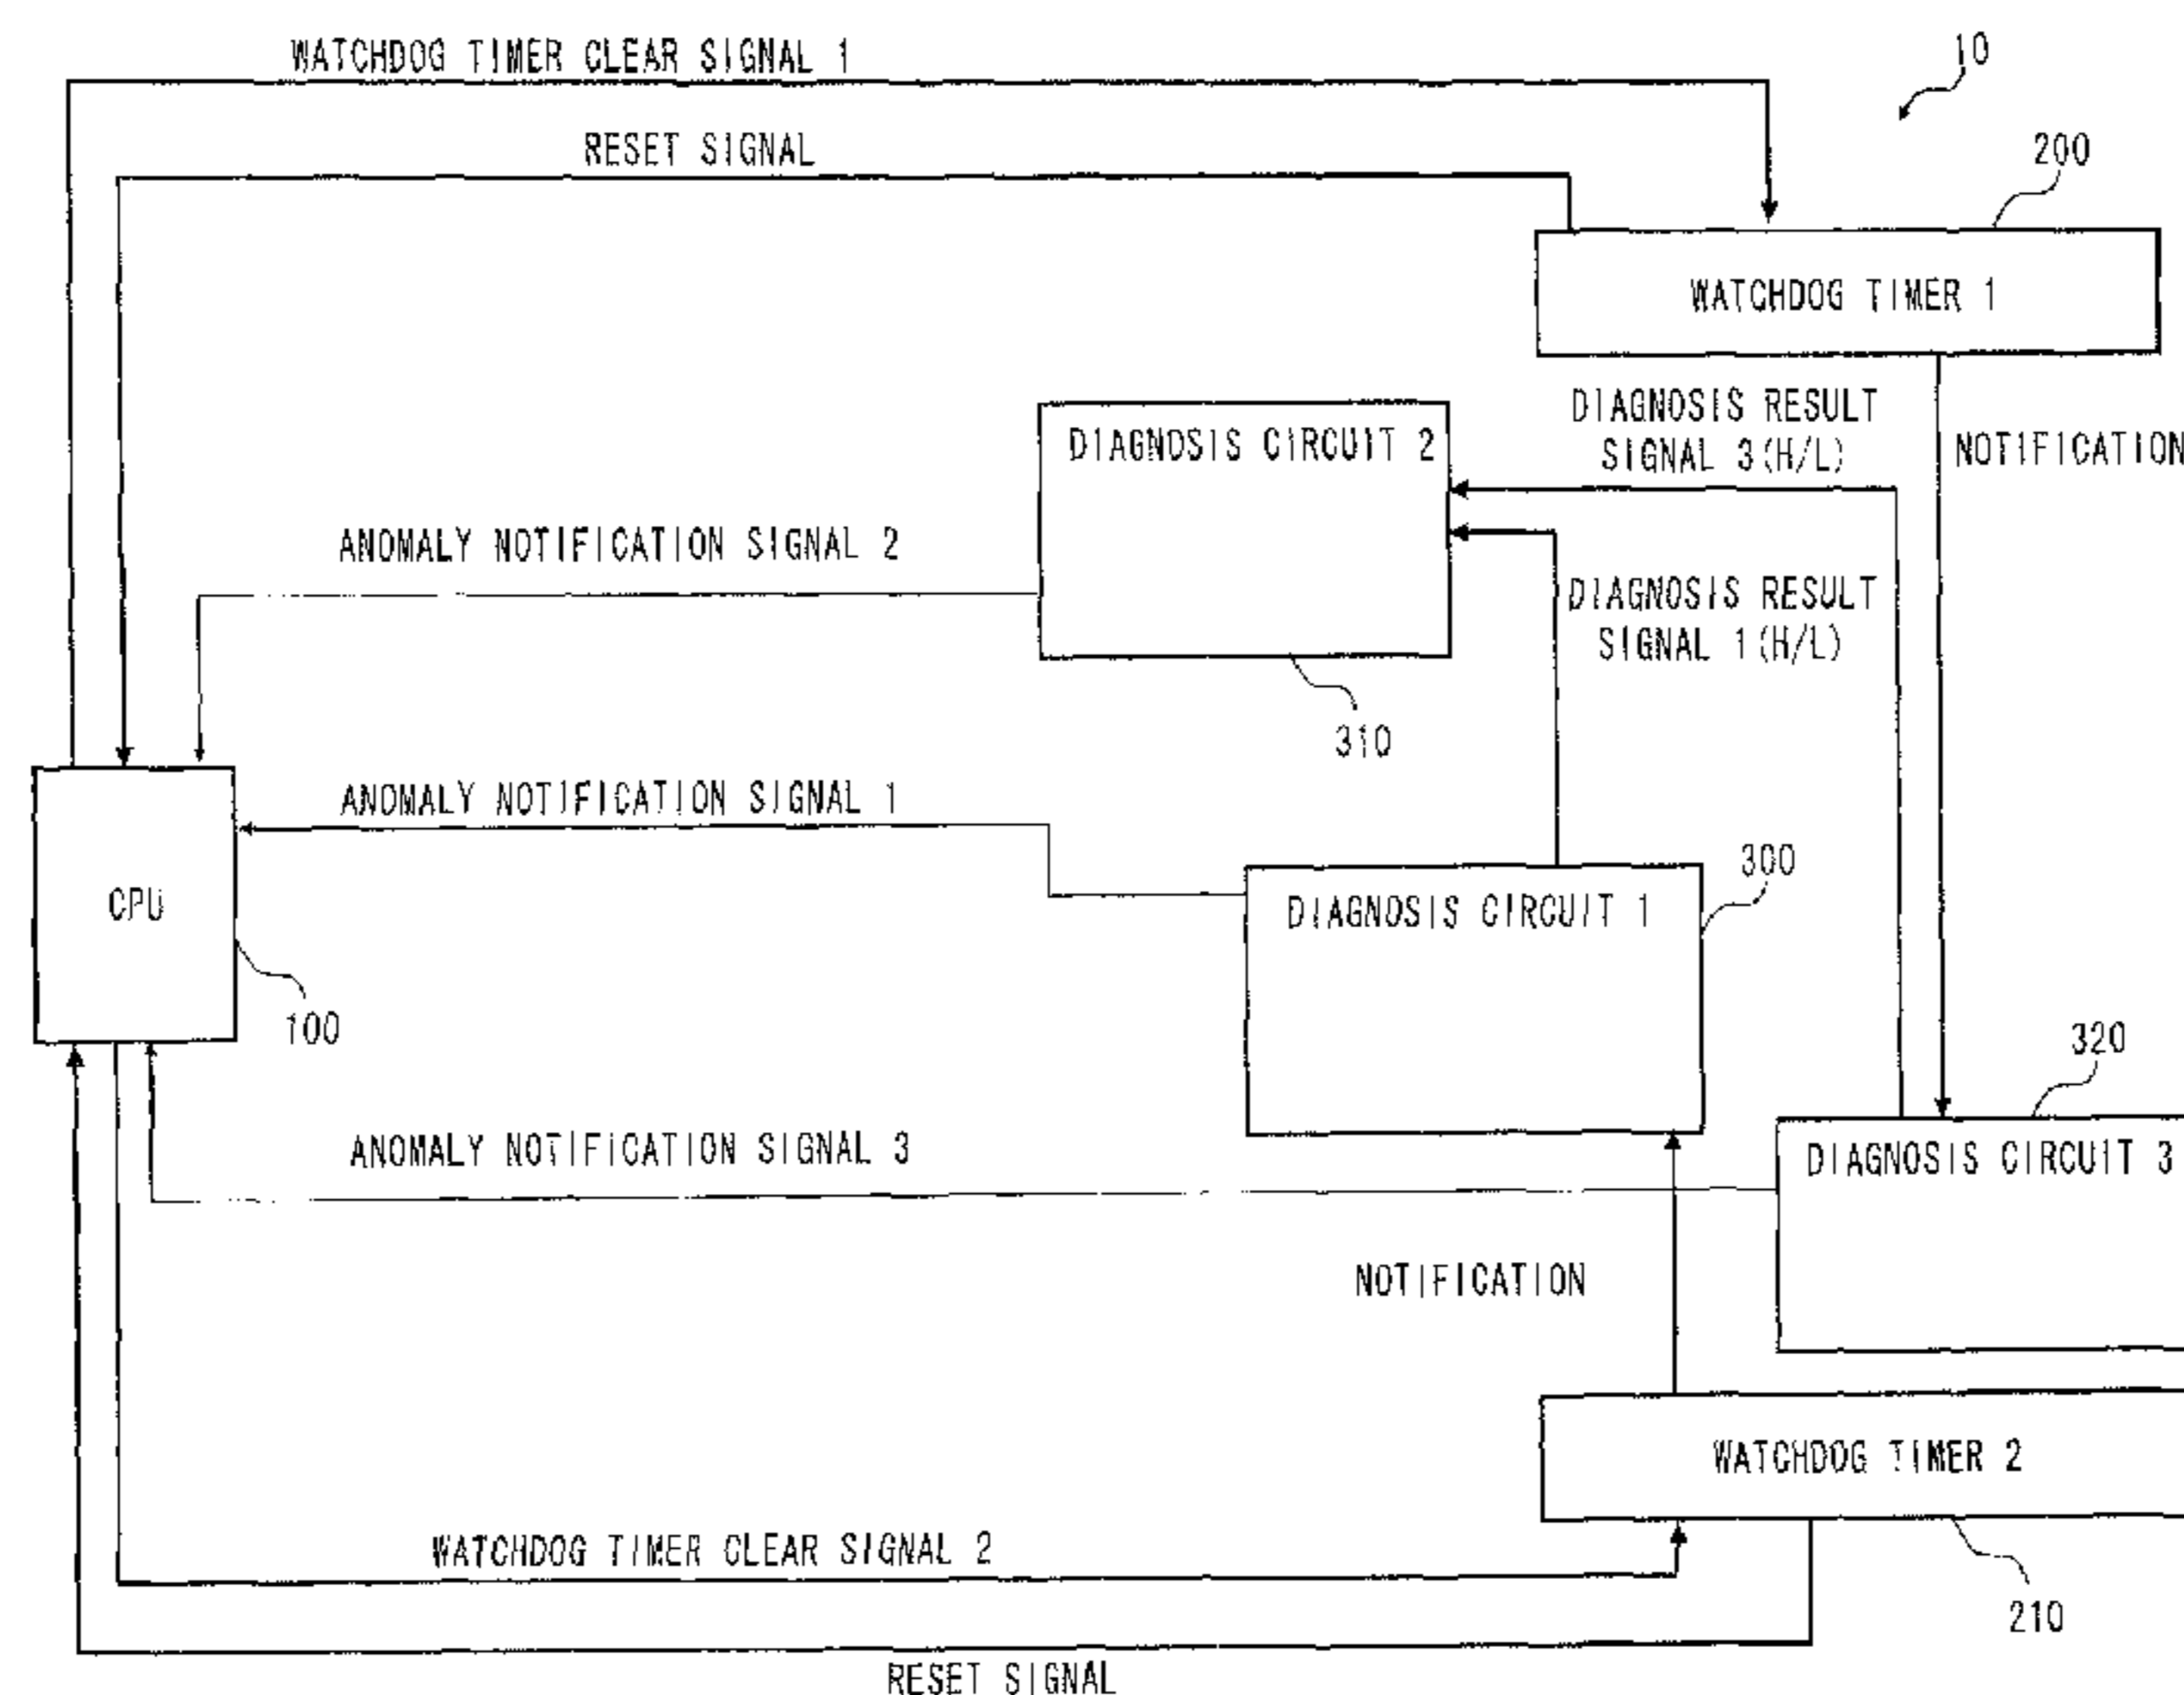 WATCHDOG TIMER CLEAR SIGNAL 1
10
RESET SIGNAL
200
WATCHDOG TIMER 1
DIAGNOSIS RESULT
SIGNAL 3(H/L)
NOTIFICATION
DIAGNOSIS CIRCUIT 2
ANOMALY NOTIFICATION SIGNAL 2
DIAGNOSIS RESULT
SIGNAL 1(H/L)
310
ANOMALY NOTIFICATION SIGNAL 1
300
CPU
DIAGNOSIS CIRCUIT 1
100
320
ANOMALY NOTIFICATION SIGNAL 3
DIAGNOSIS CIRCUIT 3
NOTIFICATION
WATCHDOG TIMER 2
WATCHDOG TIMER CLEAR SIGNAL 2
210
RESET SIGNAL